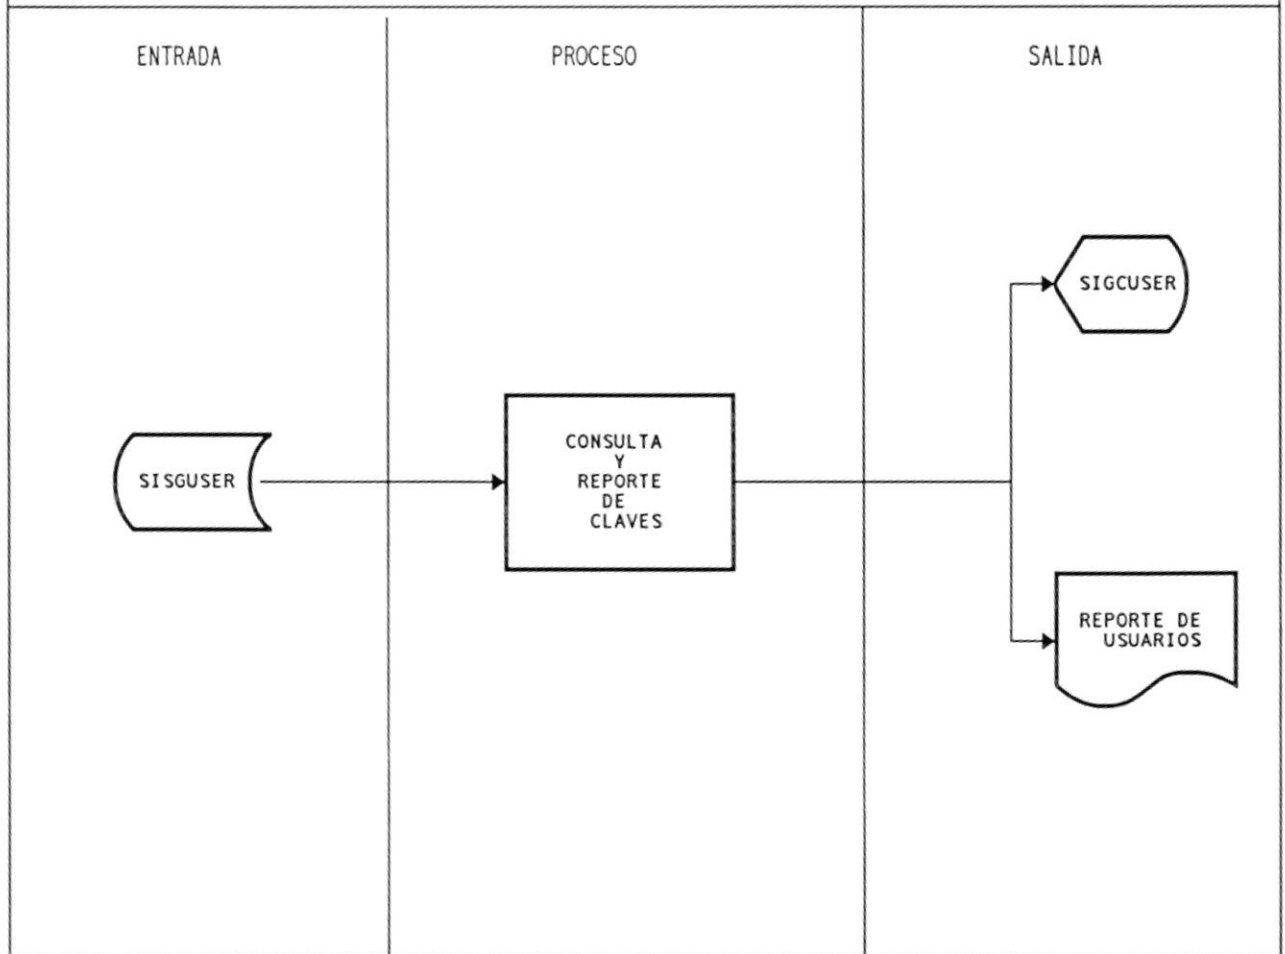 ENTRADA
PROCESO
SALIDA
SIGCUSER
SISGUSER
CONSULTA
Y
REPORTE
DE
CLAVES
REPORTE DE
USUARIOS